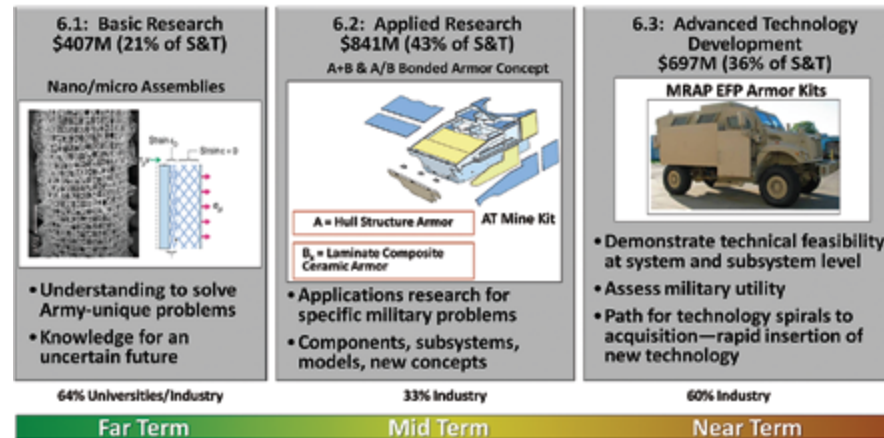 6.1: Basic Research
$407M (21% of S&T)
Nano/micro Assemblies
• Understanding to solve
Army-unique problems
• Knowledge for an
uncertain future
64% Universities/Industry
Far Term
6.2: Applied Research
$841M (43% of S&T)
A+B & A/B Bonded Armor Concept
AT Mine Kit
A = Hull Structure Armor
= Laminate Composite
Ceramic Armor
• Applications research for
specific military problems
• Components, subsystems,
models, new concepts
33% Industry
Mid Term
6.3: Advanced Technology
Development
$697M (36% of S&T)
MRAP EFP Armor Kits
• Demonstrate technical feasibility
at system and subsystem level
• Assess military utility
• Path for technology spirals to
acquisition—rapid insertion of
new technology
60% Industry
Near Term